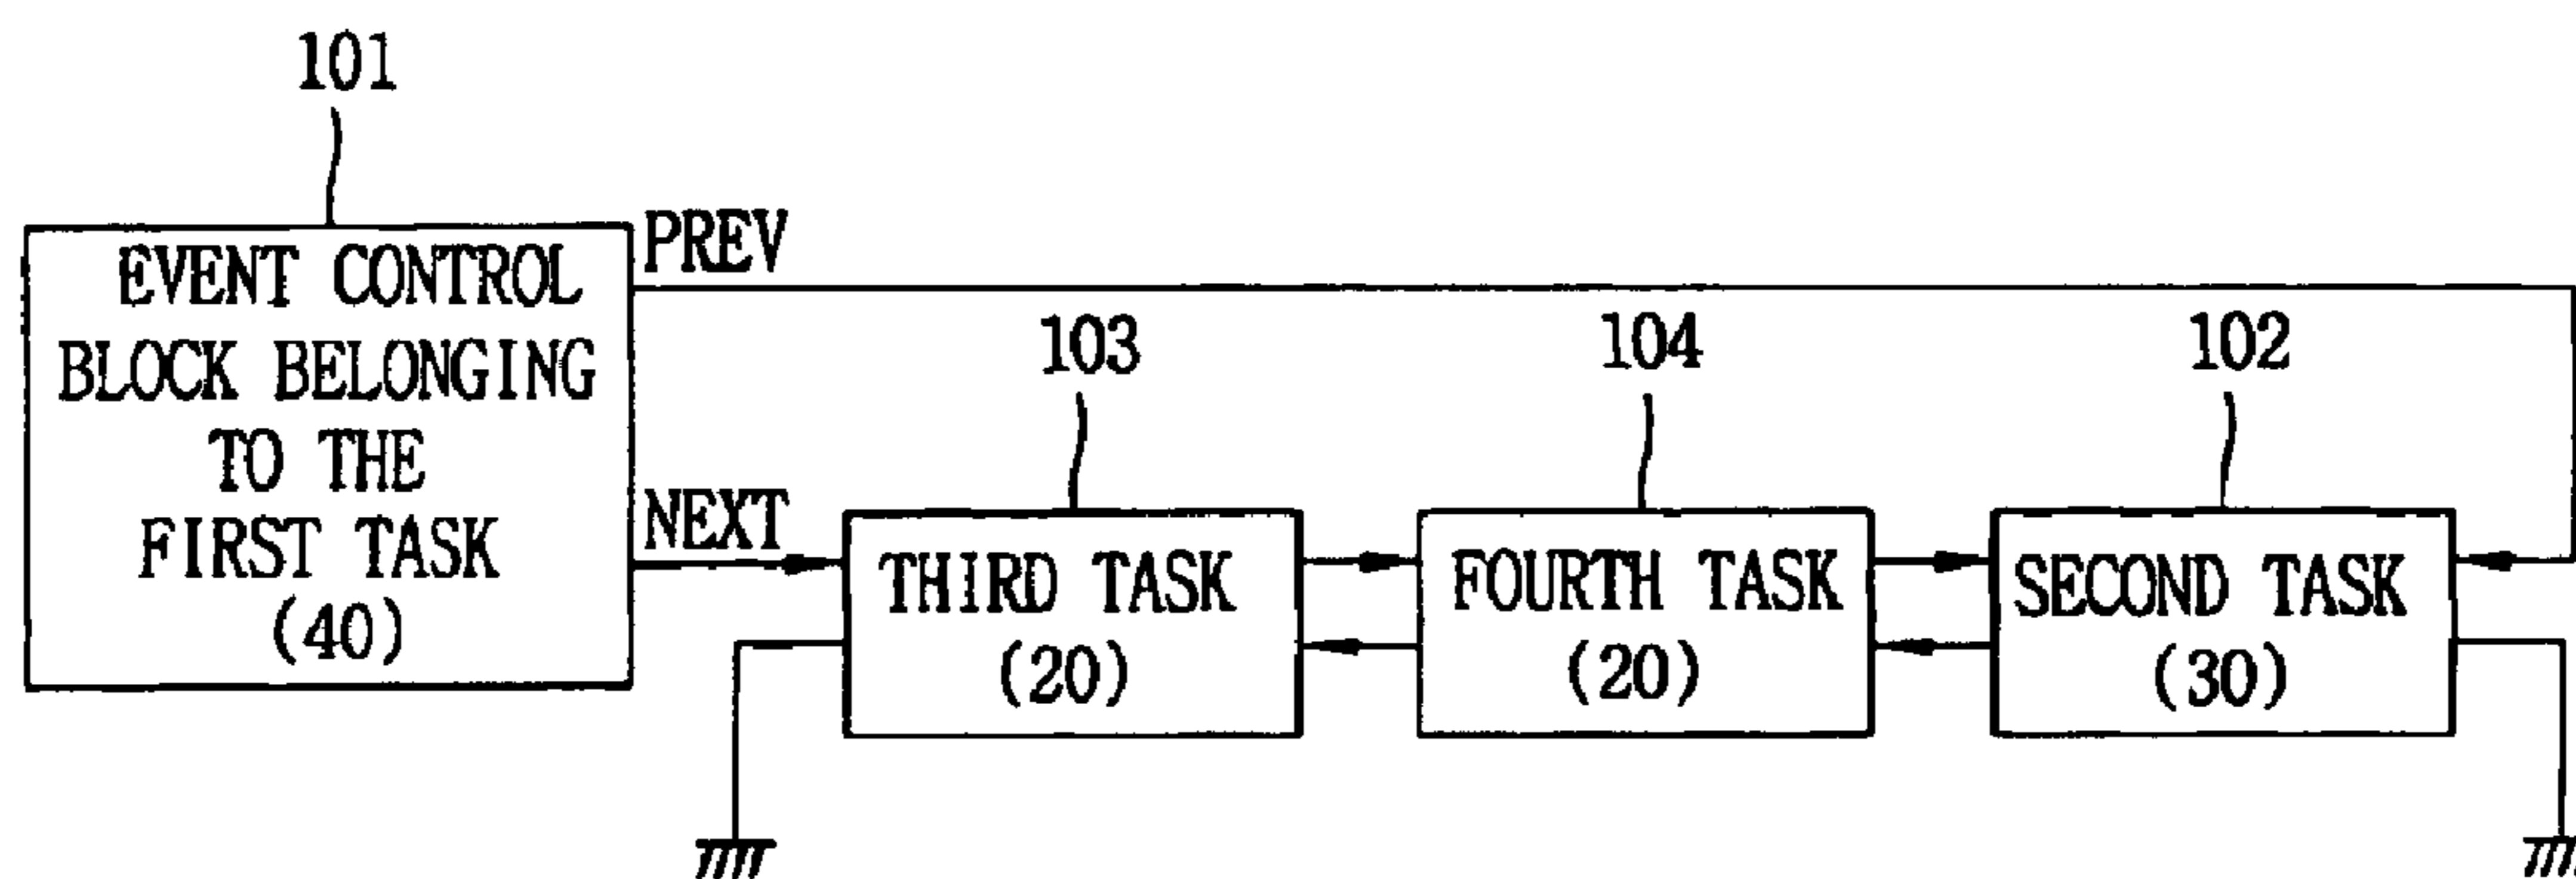 101
EVENT CONTROL
BLOCK BELONGING
TO THE
FIRST TASK
(40)
PREV
NEXT
103
THIRD TASK
(20)
104
FOURTH TASK
(20)
102
SECOND TASK
(30)